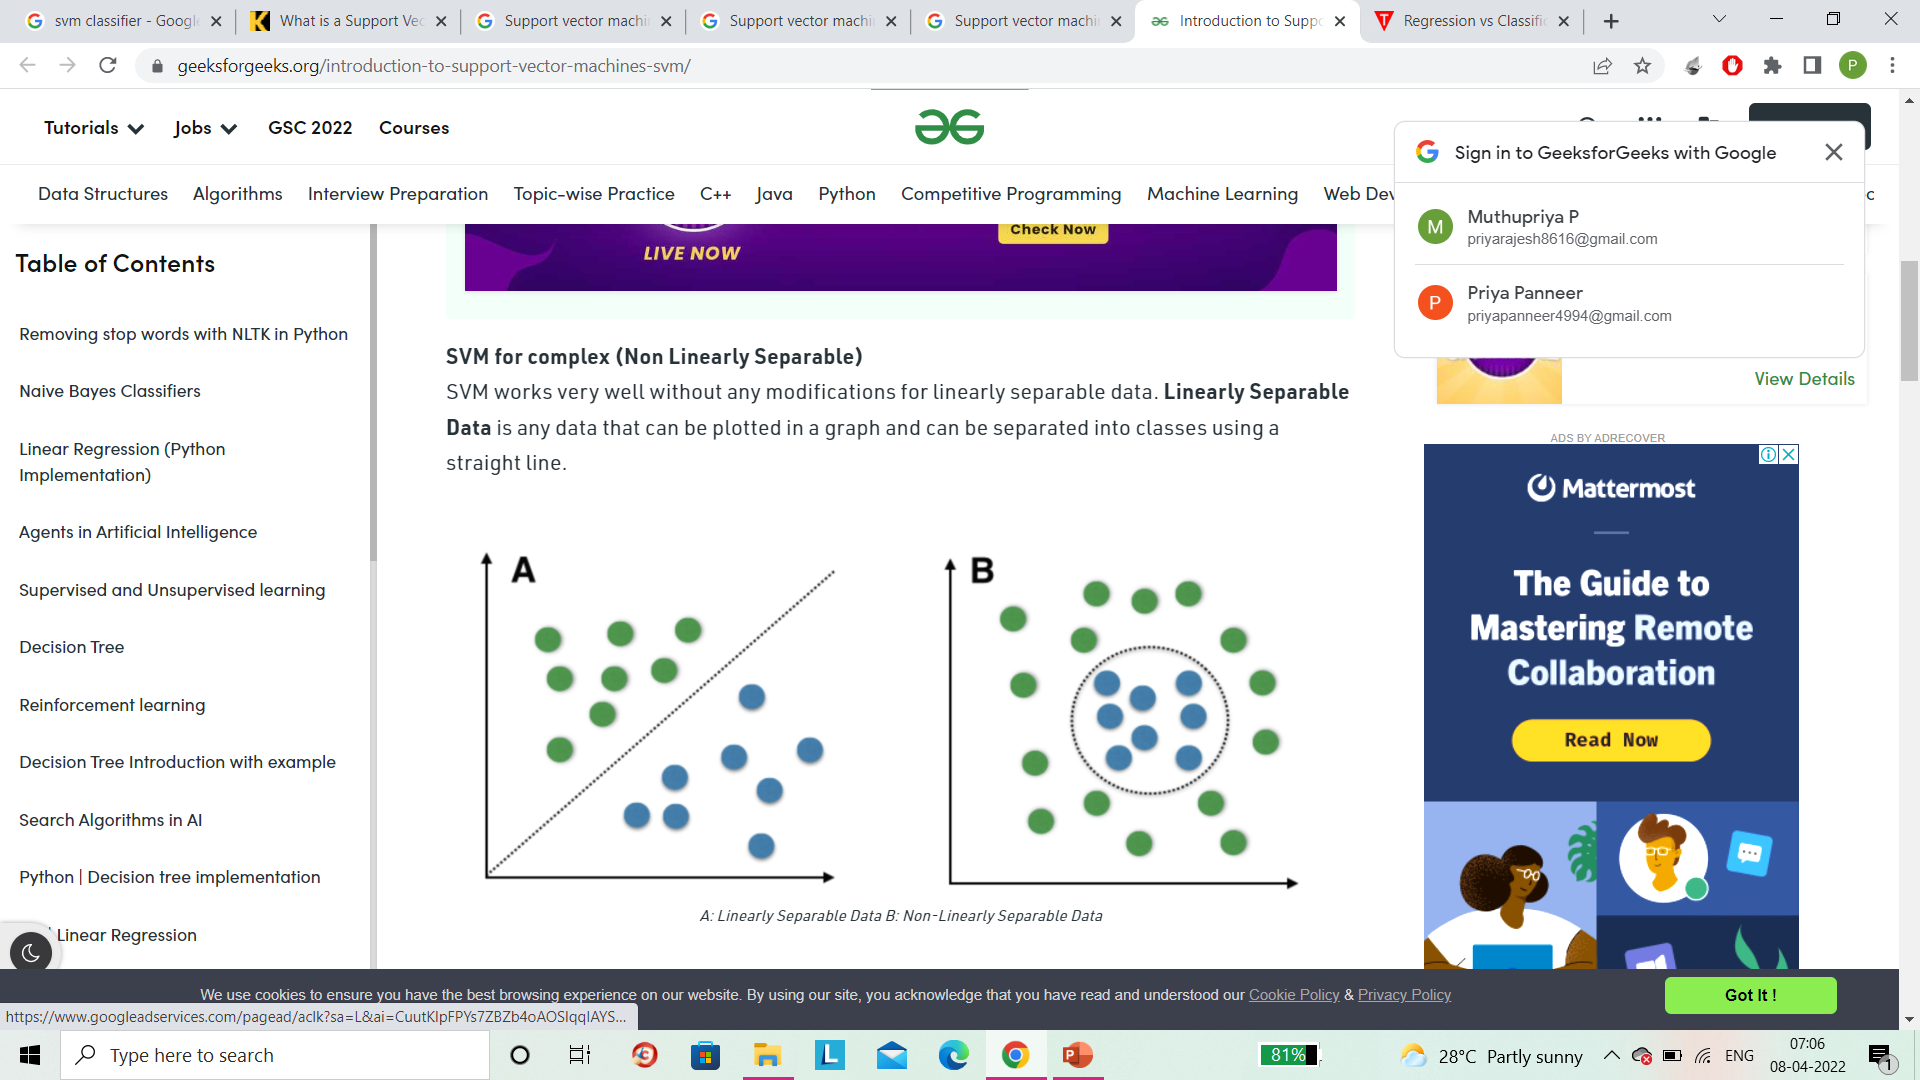 svm classifier - Google
What is a Support Vec
Support vector machi
Support vector machi
Support vector machi
Introduction to Suppo
Regression vs Classific
geeksforgeeks.org/introduction-to-support-vector-machines-svm/
P
Tutorials
Jobs
GSC 2022
Courses
Sign in to GeeksforGeeks with Google
M
Muthupriya P
priyarajesh8616@gmail.com
P
Priya Panneer
priyapanneer4994@gmail.com
Data Structures
Algorithms
Interview Preparation
Topic-wise Practice
C++
Java
Python
Competitive Programming
Machine Learning
Web Dev
LIVE NOW
Check Now
Table of Contents
Removing stop words with NLTK in Python
Naive Bayes Classifiers
Linear Regression (Python
Implementation)
Agents in Artificial Intelligence
Supervised and Unsupervised learning
Decision Tree
Reinforcement learning
Decision Tree Introduction with example
Search Algorithms in AI
Python | Decision tree implementation
Linear Regression
SVM for complex (Non Linearly Separable)
SVM works very well without any modifications for linearly separable data. Linearly Separable
Data is any data that can be plotted in a graph and can be separated into classes using a
straight line.
A
B
A: Linearly Separable Data B: Non-Linearly Separable Data
View Details
ADS BY ADRECOVER
Mattermost
The Guide to
Mastering Remote
Collaboration
Read Now
We use cookies to ensure you have the best browsing experience on our website. By using our site, you acknowledge that you have read and understood our Cookie Policy & Privacy Policy
Got It !
https://www.googleadservices.com/pagead/aclk?sa=L&ai=CuutKIpFPYs7ZBZb4oAOSIqqIAYS...
Type here to search
L
P
81%
28°C Partly sunny
ENG
07:06
08-04-2022
1